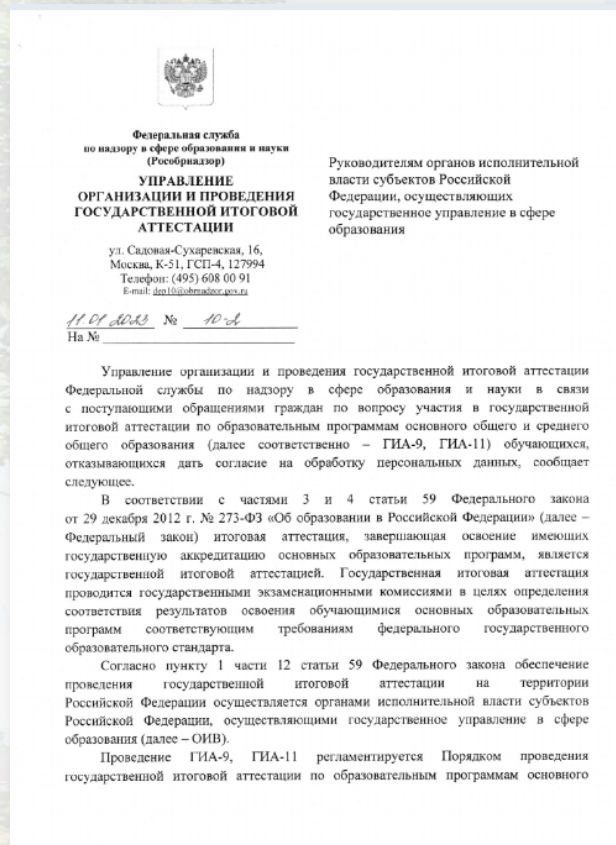 Федеральная служба
по надзору в сфере образования и науки
(Рособрнадзор)
УПРАВЛЕНИЕ
ОРГАНИЗАЦИИ И ПРОВЕДЕНИЯ
ГОСУДАРСТВЕННОЙ ИТОГОВОЙ
АТТЕСТАЦИИ
ул. Садовая-Сухаревская, 16,
Москва, К-51, ГСП-4, 127994
Телефон: (495) 608 00 91
E-mail: dep10@obrnadzor.gov.ru
11.01.2023 № 10-2
На №
Руководителям органов исполнительной
власти субъектов Российской
Федерации, осуществляющих
государственное управление в сфере
образования
Управление организации и проведения государственной итоговой аттестации
Федеральной службы по надзору в сфере образования и науки в связи
с поступающими обращениями граждан по вопросу участия в государственной
итоговой аттестации по образовательным программам основного общего и среднего
общего образования (далее соответственно – ГИА-9, ГИА-11) обучающихся,
отказывающихся дать согласие на обработку персональных данных, сообщает
следующее.
В соответствии с частями 3 и 4 статьи 59 Федерального закона
от 29 декабря 2012 г. № 273-ФЗ «Об образовании в Российской Федерации» (далее –
Федеральный закон) итоговая аттестация, завершающая освоение имеющих
государственную аккредитацию основных образовательных программ, является
государственной итоговой аттестацией. Государственная итоговая аттестация
проводится государственными экзаменационными комиссиями в целях определения
соответствия результатов освоения обучающимися основных образовательных
программ соответствующим требованиям федерального государственного
образовательного стандарта.
Согласно пункту 1 части 12 статьи 59 Федерального закона обеспечение
проведения государственной итоговой аттестации на территории
Российской Федерации осуществляется органами исполнительной власти субъектов
Российской Федерации, осуществляющими государственное управление в сфере
образования (далее – ОИВ).
Проведение ГИА-9, ГИА-11 регламентируется Порядком проведения
государственной итоговой аттестации по образовательным программам основного